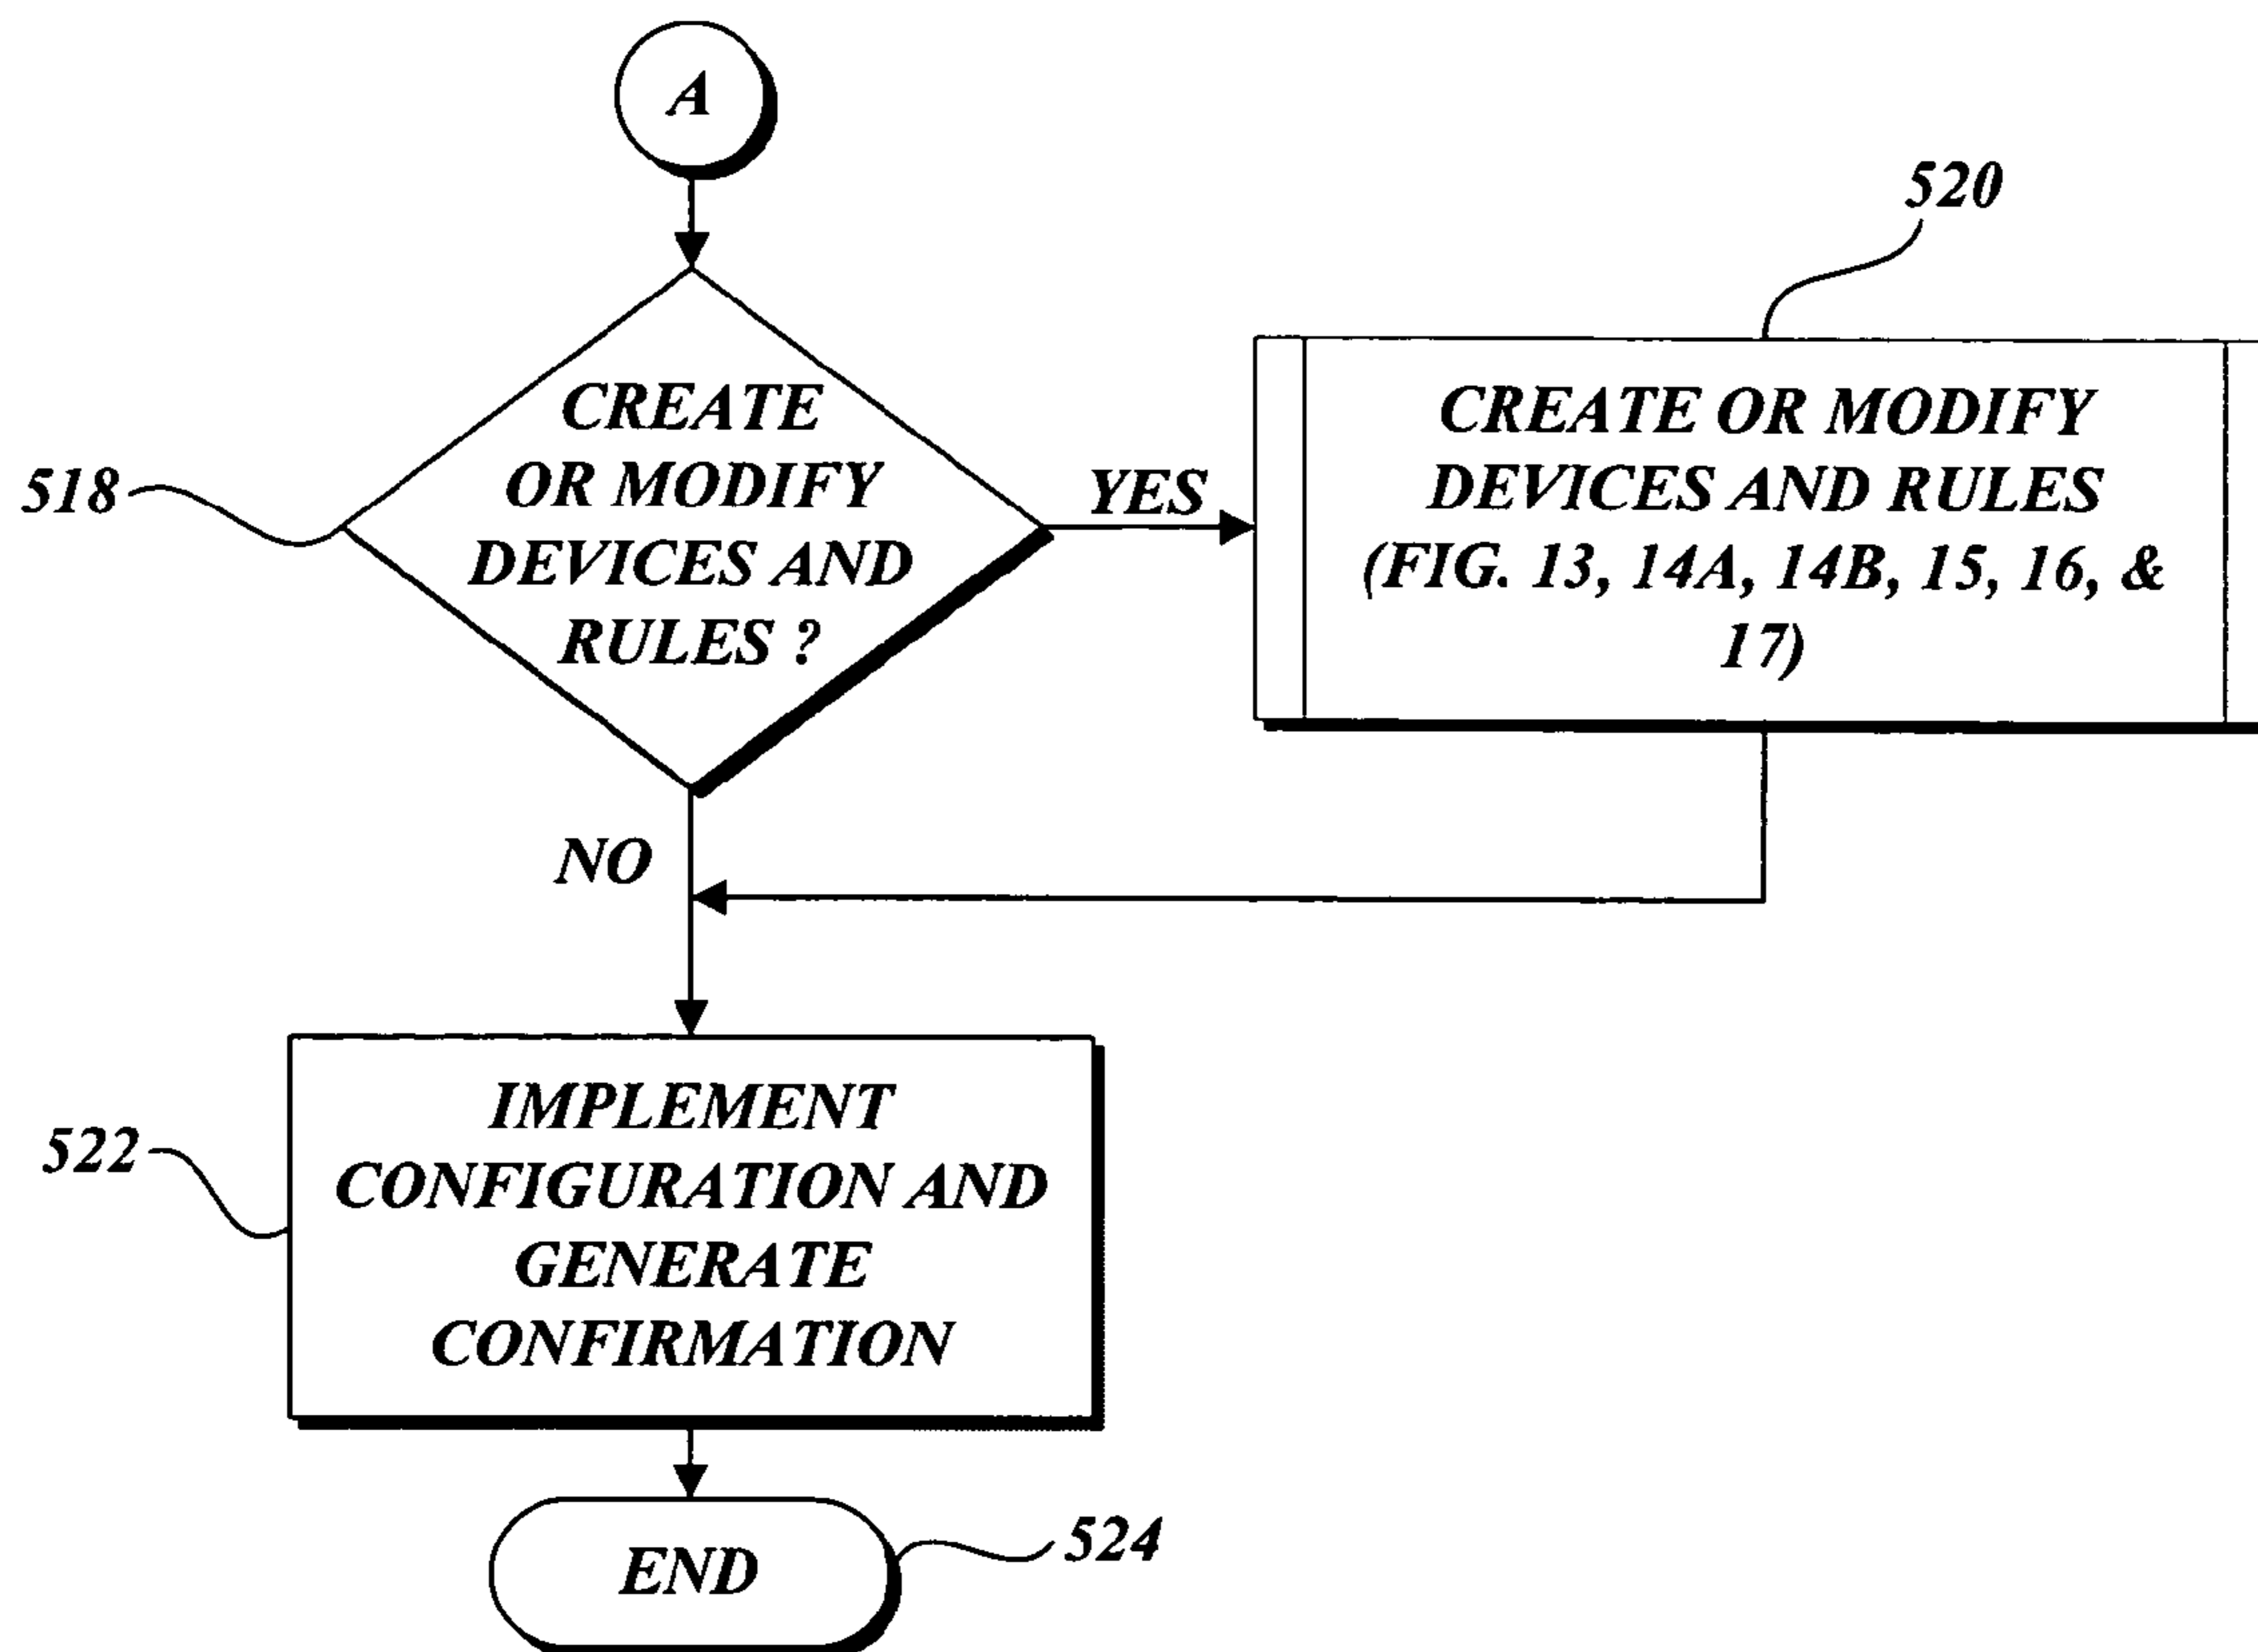 A
520
CREATE
OR MODIFY
DEVICES AND
RULES ?
518
YES
CREATE OR MODIFY
DEVICES AND RULES
(FIG. 13, 14A, 14B, 15, 16, &
17)
NO
522
IMPLEMENT
CONFIGURATION AND
GENERATE
CONFIRMATION
END
524